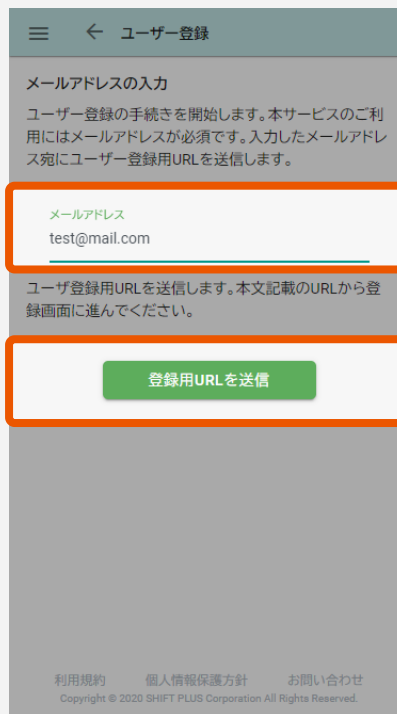 ユーザー登録
メールアドレスの入力
ユーザー登録の手続きを開始します。本サービスのご利
用にはメールアドレスが必須です。入力したメールアドレ
ス宛にユーザー登録用URLを送信します。
メールアドレス
test@mail.com
ユーザ登録用URLを送信します。本文記載のURLから登
録画面に進んでください。
登録用URLを送信
利用規約 個人情報保護方針 お問い合わせ
Copyright © 2020 SHIFT PLUS Corporation All Rights Reserved.